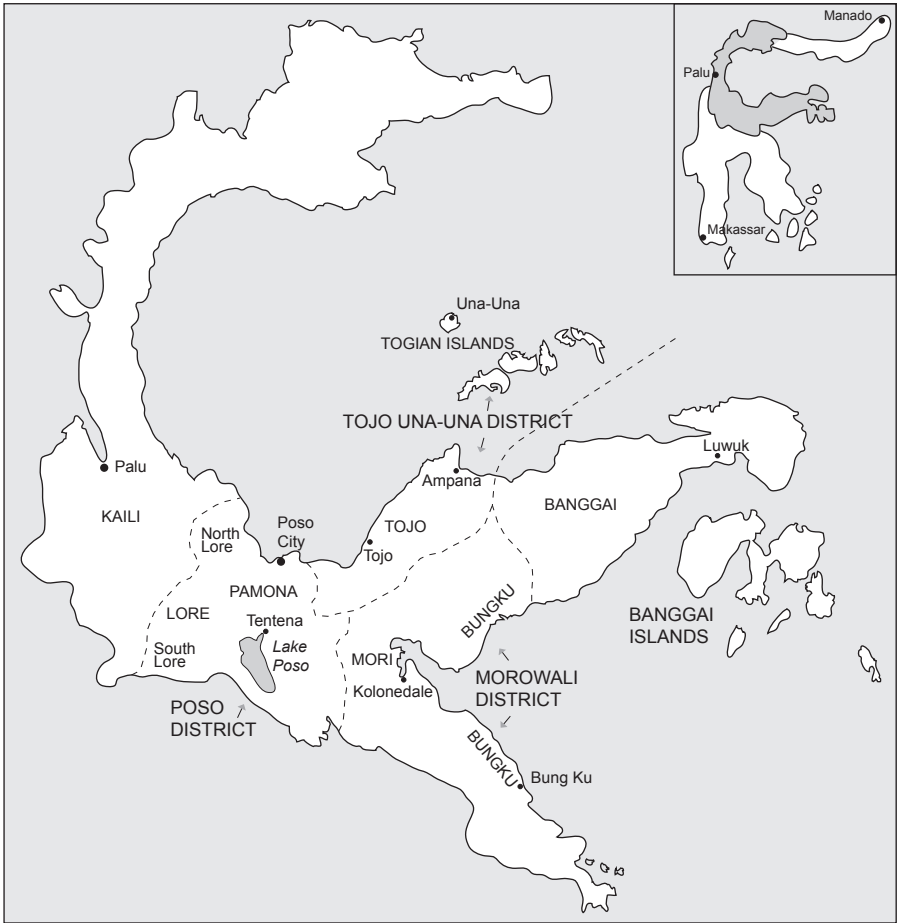 Manado
Palu
Makassar
Una-Una
TOGIAN ISLANDS
TOJO UNA-UNA DISTRICT
Luwuk
Palu
Ampana
BANGGAI
KAILI
North
Lore
Poso
City
TOJO
Tojo
PAMONA
LORE
BUNGKU
BANGGAI
ISLANDS
Tentena
Lake
Poso
South
Lore
MORI
Kolonedale
MOROWALI
DISTRICT
POSO
DISTRICT
BUNGKU
Bung Ku